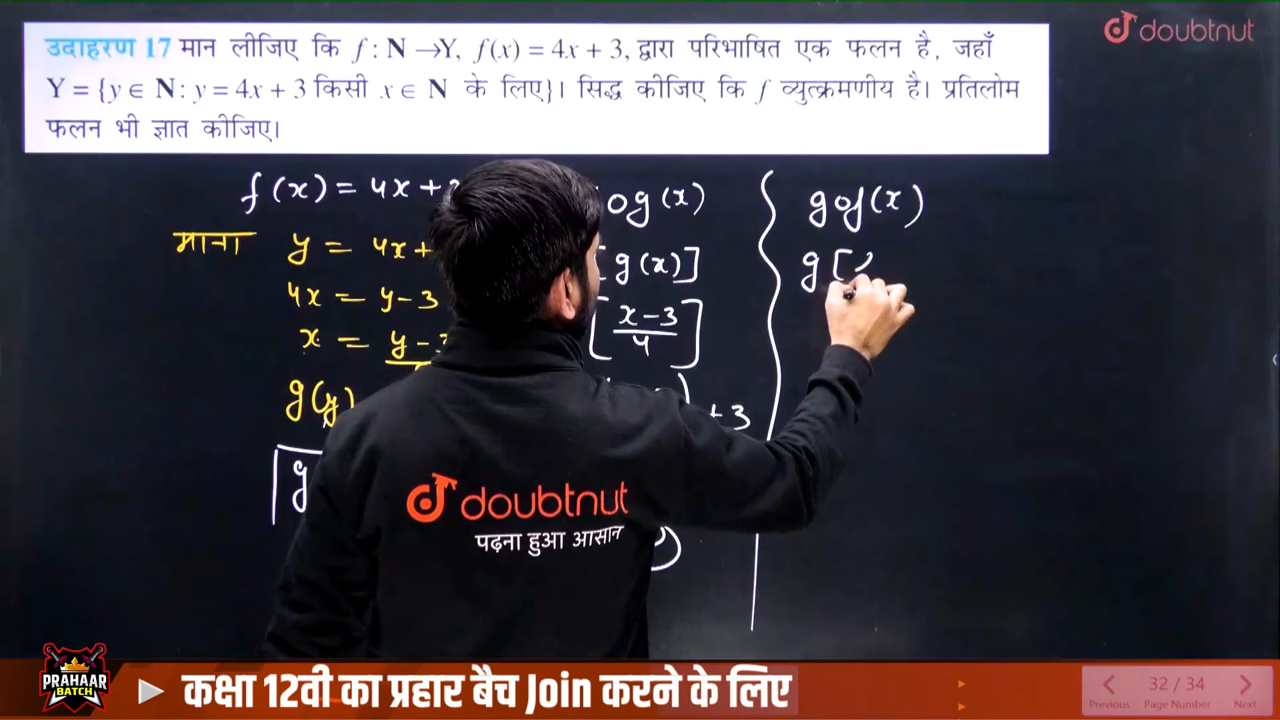 doubtnut
उदाहरण 17 मान लीजिए कि f : N →Y, f(x) = 4x + 3, द्वारा परिभाषित एक फलन है, जहाँ
Y = {y ∈ N : y = 4x + 3 किसी x ∈ N के लिए}। सिद्ध कीजिए कि f व्युत्क्रमणीय है। प्रतिलोम
फलन भी ज्ञात कीजिए।
f(x) = 4x +
माना y = 4x +
4x = y - 3
x = y -
g(y)
og(x)
[g(x)]
[x-3/4]
+ 3
gof(x)
g[
doubtnut
पढ़ना हुआ आसान
PRAHAAR
BATCH
कक्षा 12वी का प्रहार बैच Join करने के लिए
32 / 34
Previous Page Number Next